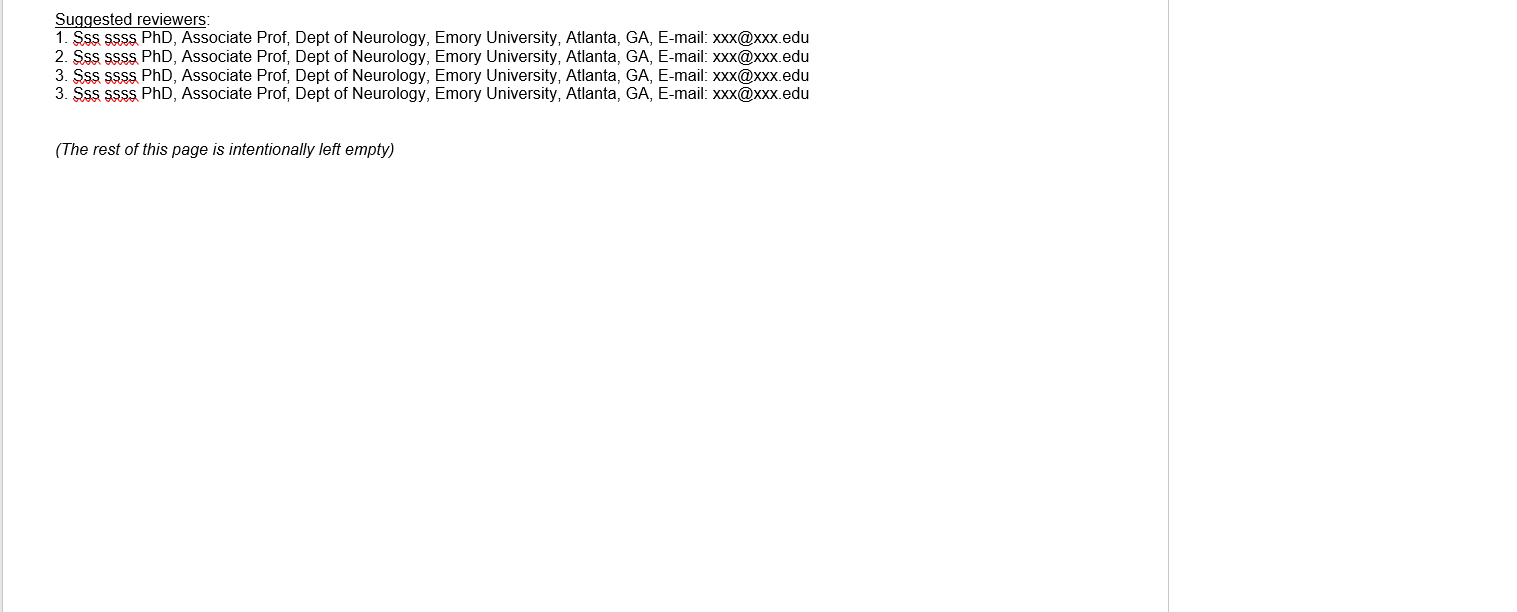 Suggested reviewers:
1. Sss ssss PhD, Associate Prof, Dept of Neurology, Emory University, Atlanta, GA, E-mail: xxx@xxx.edu
2. Sss ssss PhD, Associate Prof, Dept of Neurology, Emory University, Atlanta, GA, E-mail: xxx@xxx.edu
3. Sss ssss PhD, Associate Prof, Dept of Neurology, Emory University, Atlanta, GA, E-mail: xxx@xxx.edu
3. Sss ssss PhD, Associate Prof, Dept of Neurology, Emory University, Atlanta, GA, E-mail: xxx@xxx.edu
(The rest of this page is intentionally left empty)